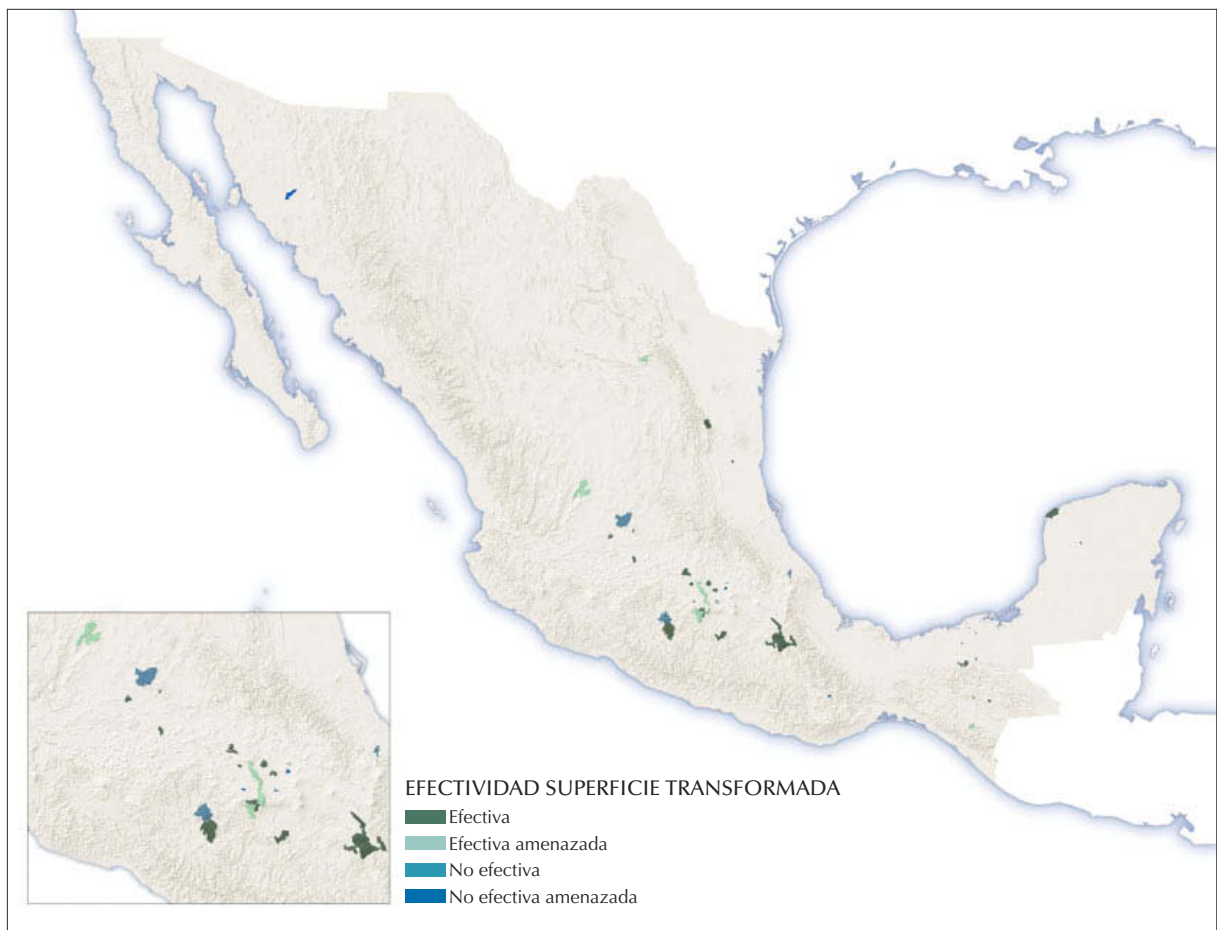 EFECTIVIDAD SUPERFICIE TRANSFORMADA
Efectiva
Efectiva amenazada
No efectiva
No efectiva amenazada